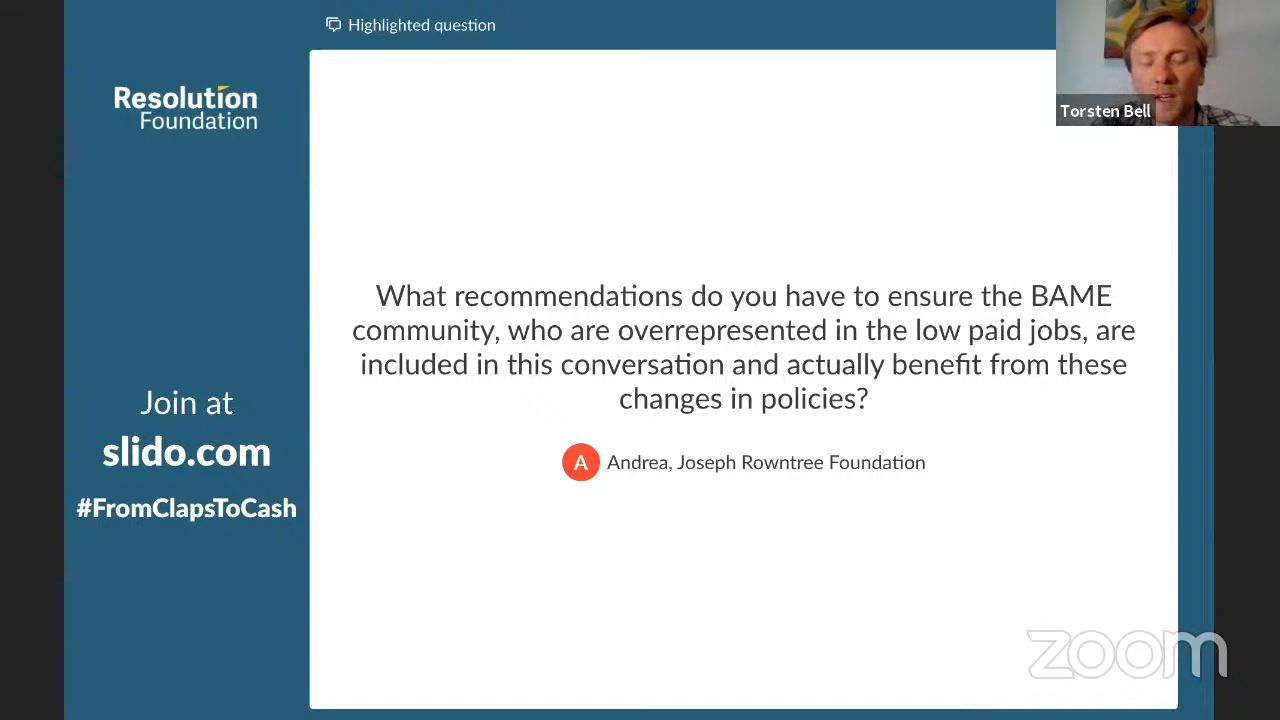 Highlighted question
Resolution
Foundation
Torsten Bell
What recommendations do you have to ensure the BAME
community, who are overrepresented in the low paid jobs, are
included in this conversation and actually benefit from these
changes in policies?
A Andrea, Joseph Rowntree Foundation
Join at
slido.com
#FromClapsToCash
zoom